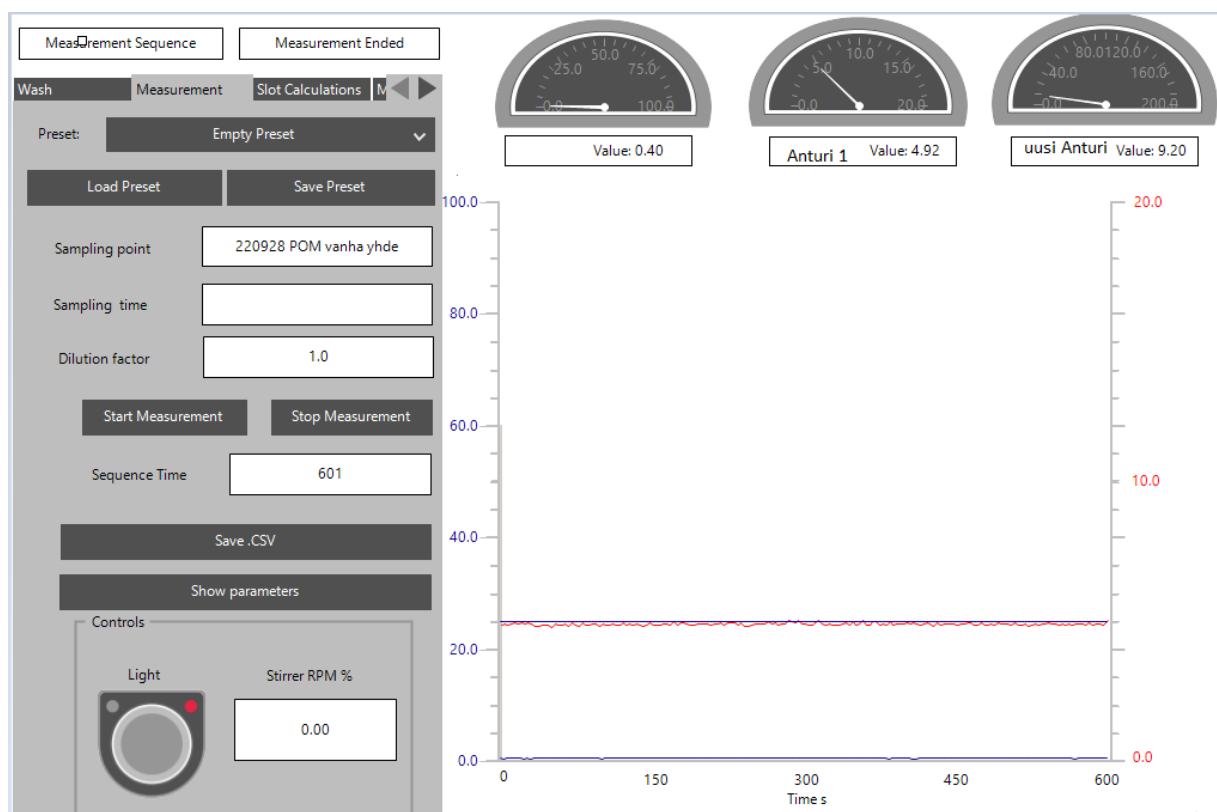 Measurement Sequence
Measurement Ended
Wash
Measurement
Slot Calculations
M
Preset:
Empty Preset
Load Preset
Save Preset
Sampling point
220928 POM vanha yhde
Sampling time
Dilution factor
1.0
Start Measurement
Stop Measurement
Sequence Time
601
Save .CSV
Show parameters
Controls
Light
Stirrer RPM %
0.00
0.0
25.0
50.0
75.0
100.0
Value: 0.40
0.0
5.0
10.0
15.0
20.0
Anturi 1
Value: 4.92
0.0
40.0
80.0
120.0
160.0
200.0
uusi Anturi
Value: 9.20
100.0
80.0
60.0
40.0
20.0
0.0
20.0
10.0
0.0
0
150
300
450
600
Time s